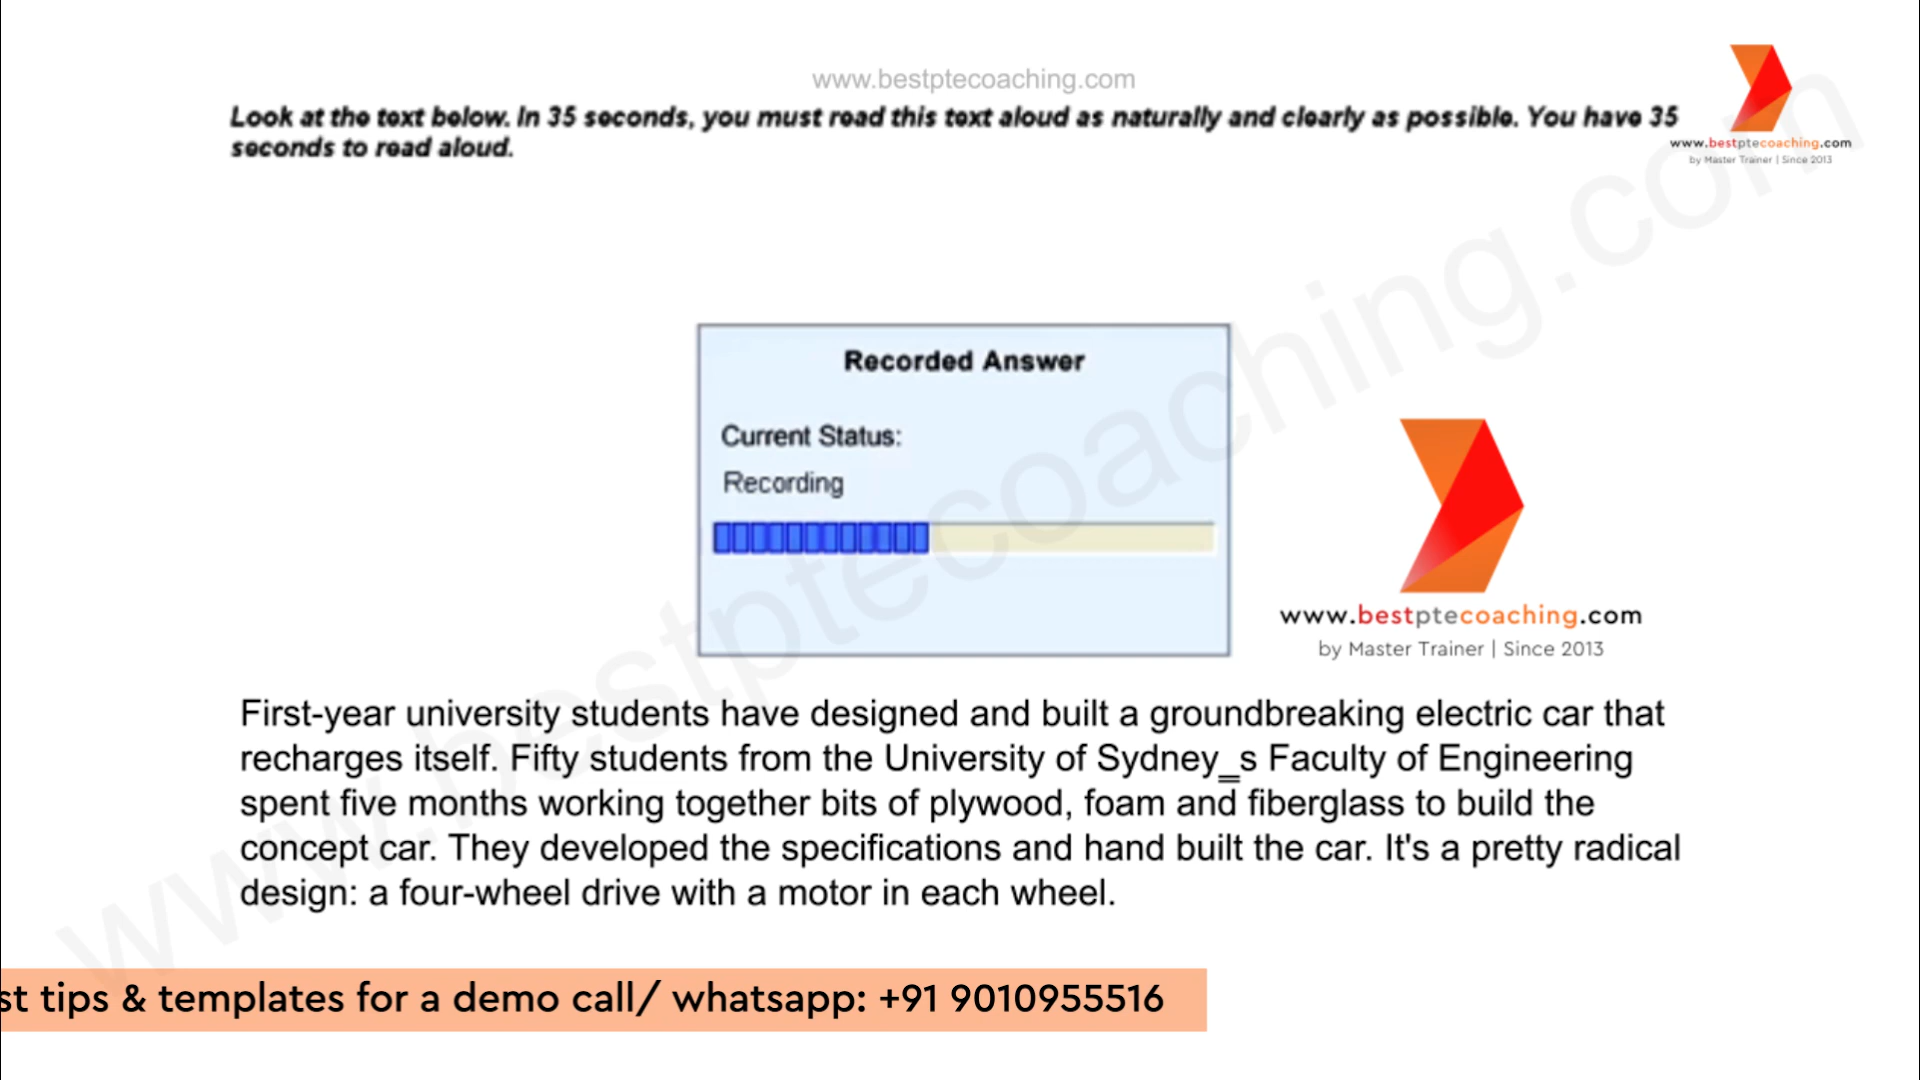 www.bestptecoaching.com
Look at the text below. In 35 seconds, you must read this text aloud as naturally and clearly as possible. You have 35
seconds to read aloud.
www.bestptecoaching.com
by Master Trainer | Since 2013
Recorded Answer
Current Status:
Recording
www.bestptecoaching.com
by Master Trainer | Since 2013
www.bestptecoaching.com
First-year university students have designed and built a groundbreaking electric car that
recharges itself. Fifty students from the University of Sydney‗s Faculty of Engineering
spent five months working together bits of plywood, foam and fiberglass to build the
concept car. They developed the specifications and hand built the car. It's a pretty radical
design: a four-wheel drive with a motor in each wheel.
st tips & templates for a demo call/ whatsapp: +91 9010955516